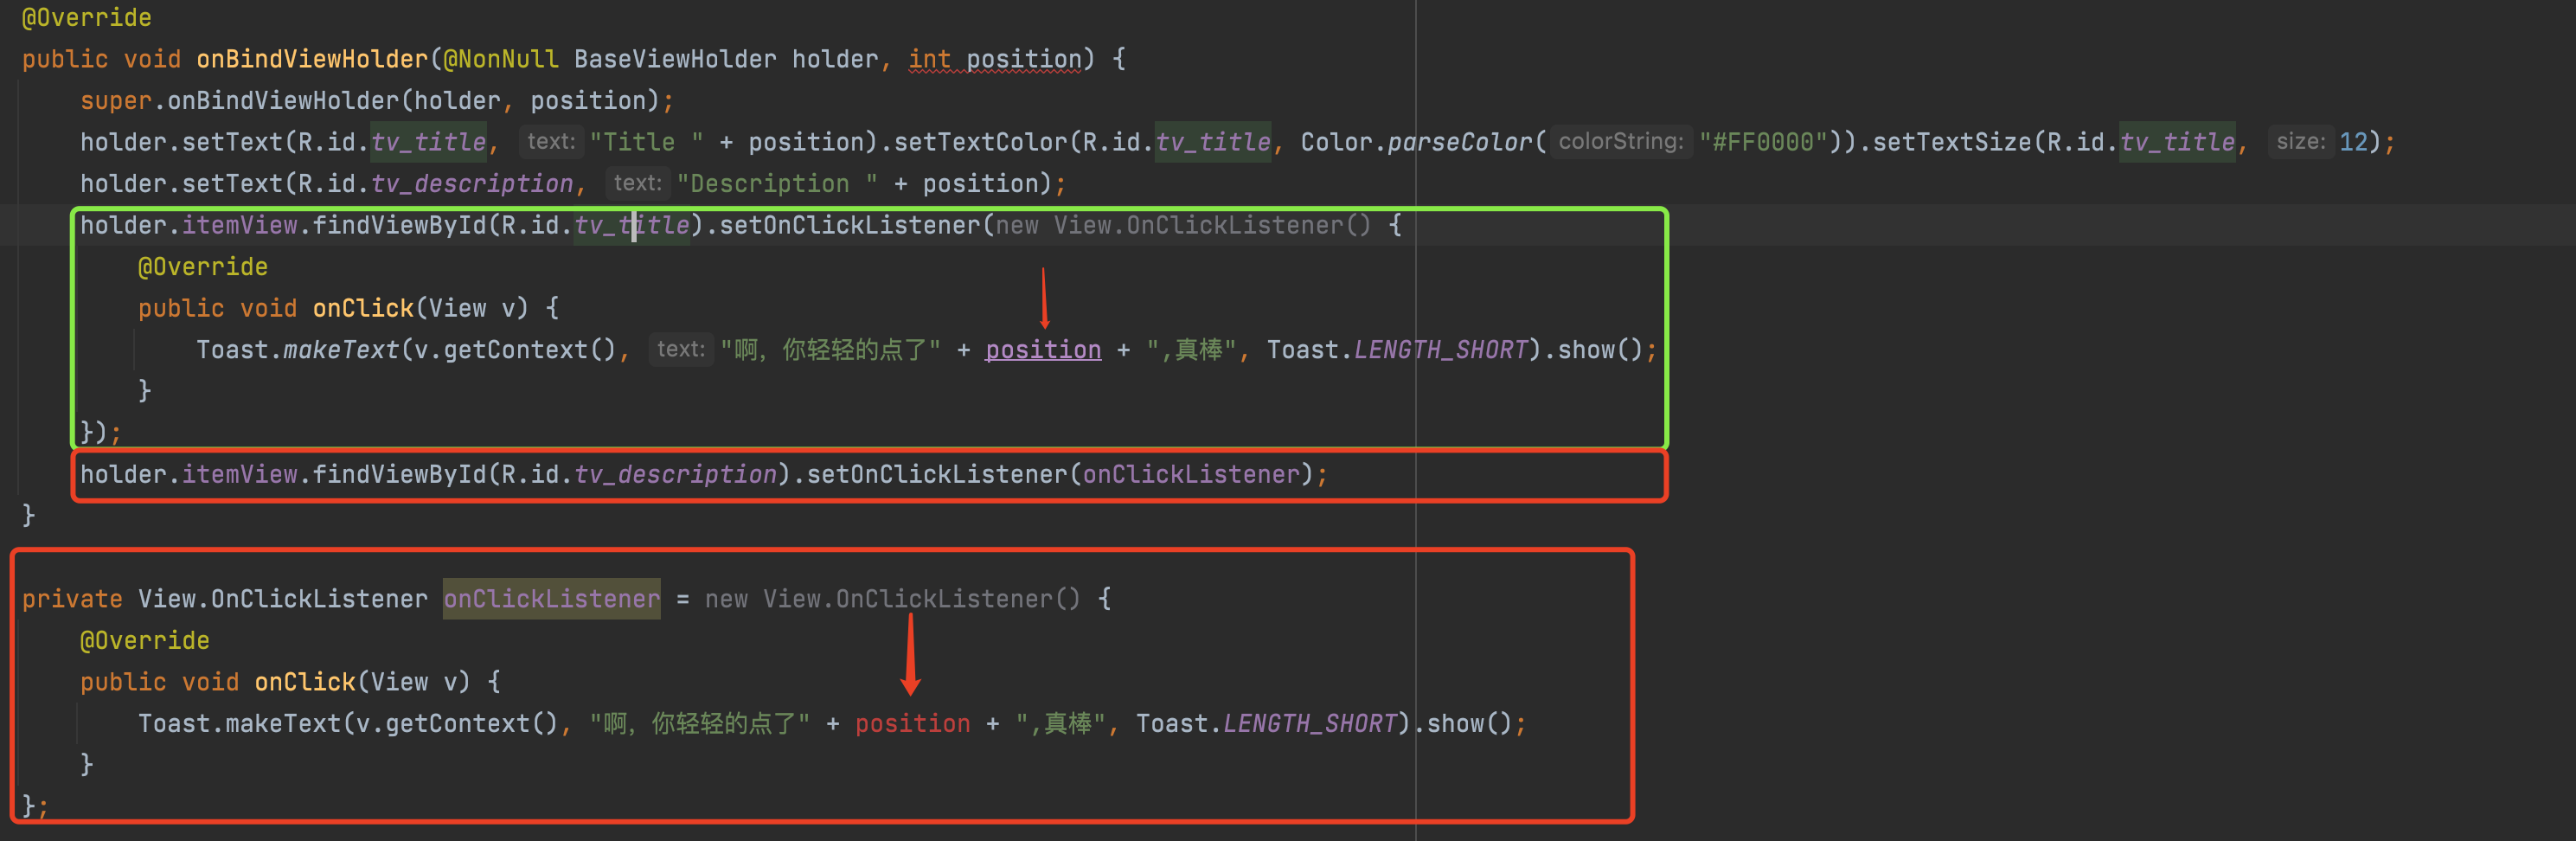 @Override
public void onBindViewHolder(@NonNull BaseViewHolder holder, int position) {
super.onBindViewHolder(holder, position);
holder.setText(R.id.tv_title, text: "Title " + position).setTextColor(R.id.tv_title, Color.parseColor( colorString: "#FF0000")).setTextSize(R.id.tv_title, size: 12);
holder.setText(R.id.tv_description, text: "Description " + position);
holder.itemView.findViewById(R.id.tv_title).setOnClickListener(new View.OnClickListener() {
@Override
public void onClick(View v) {
Toast.makeText(v.getContext(), text: "啊，你轻轻的点了" + position + ",真棒", Toast.LENGTH_SHORT).show();
}
});
holder.itemView.findViewById(R.id.tv_description).setOnClickListener(onClickListener);
}
private View.OnClickListener onClickListener = new View.OnClickListener() {
@Override
public void onClick(View v) {
Toast.makeText(v.getContext(), "啊，你轻轻的点了" + position + ",真棒", Toast.LENGTH_SHORT).show();
}
};